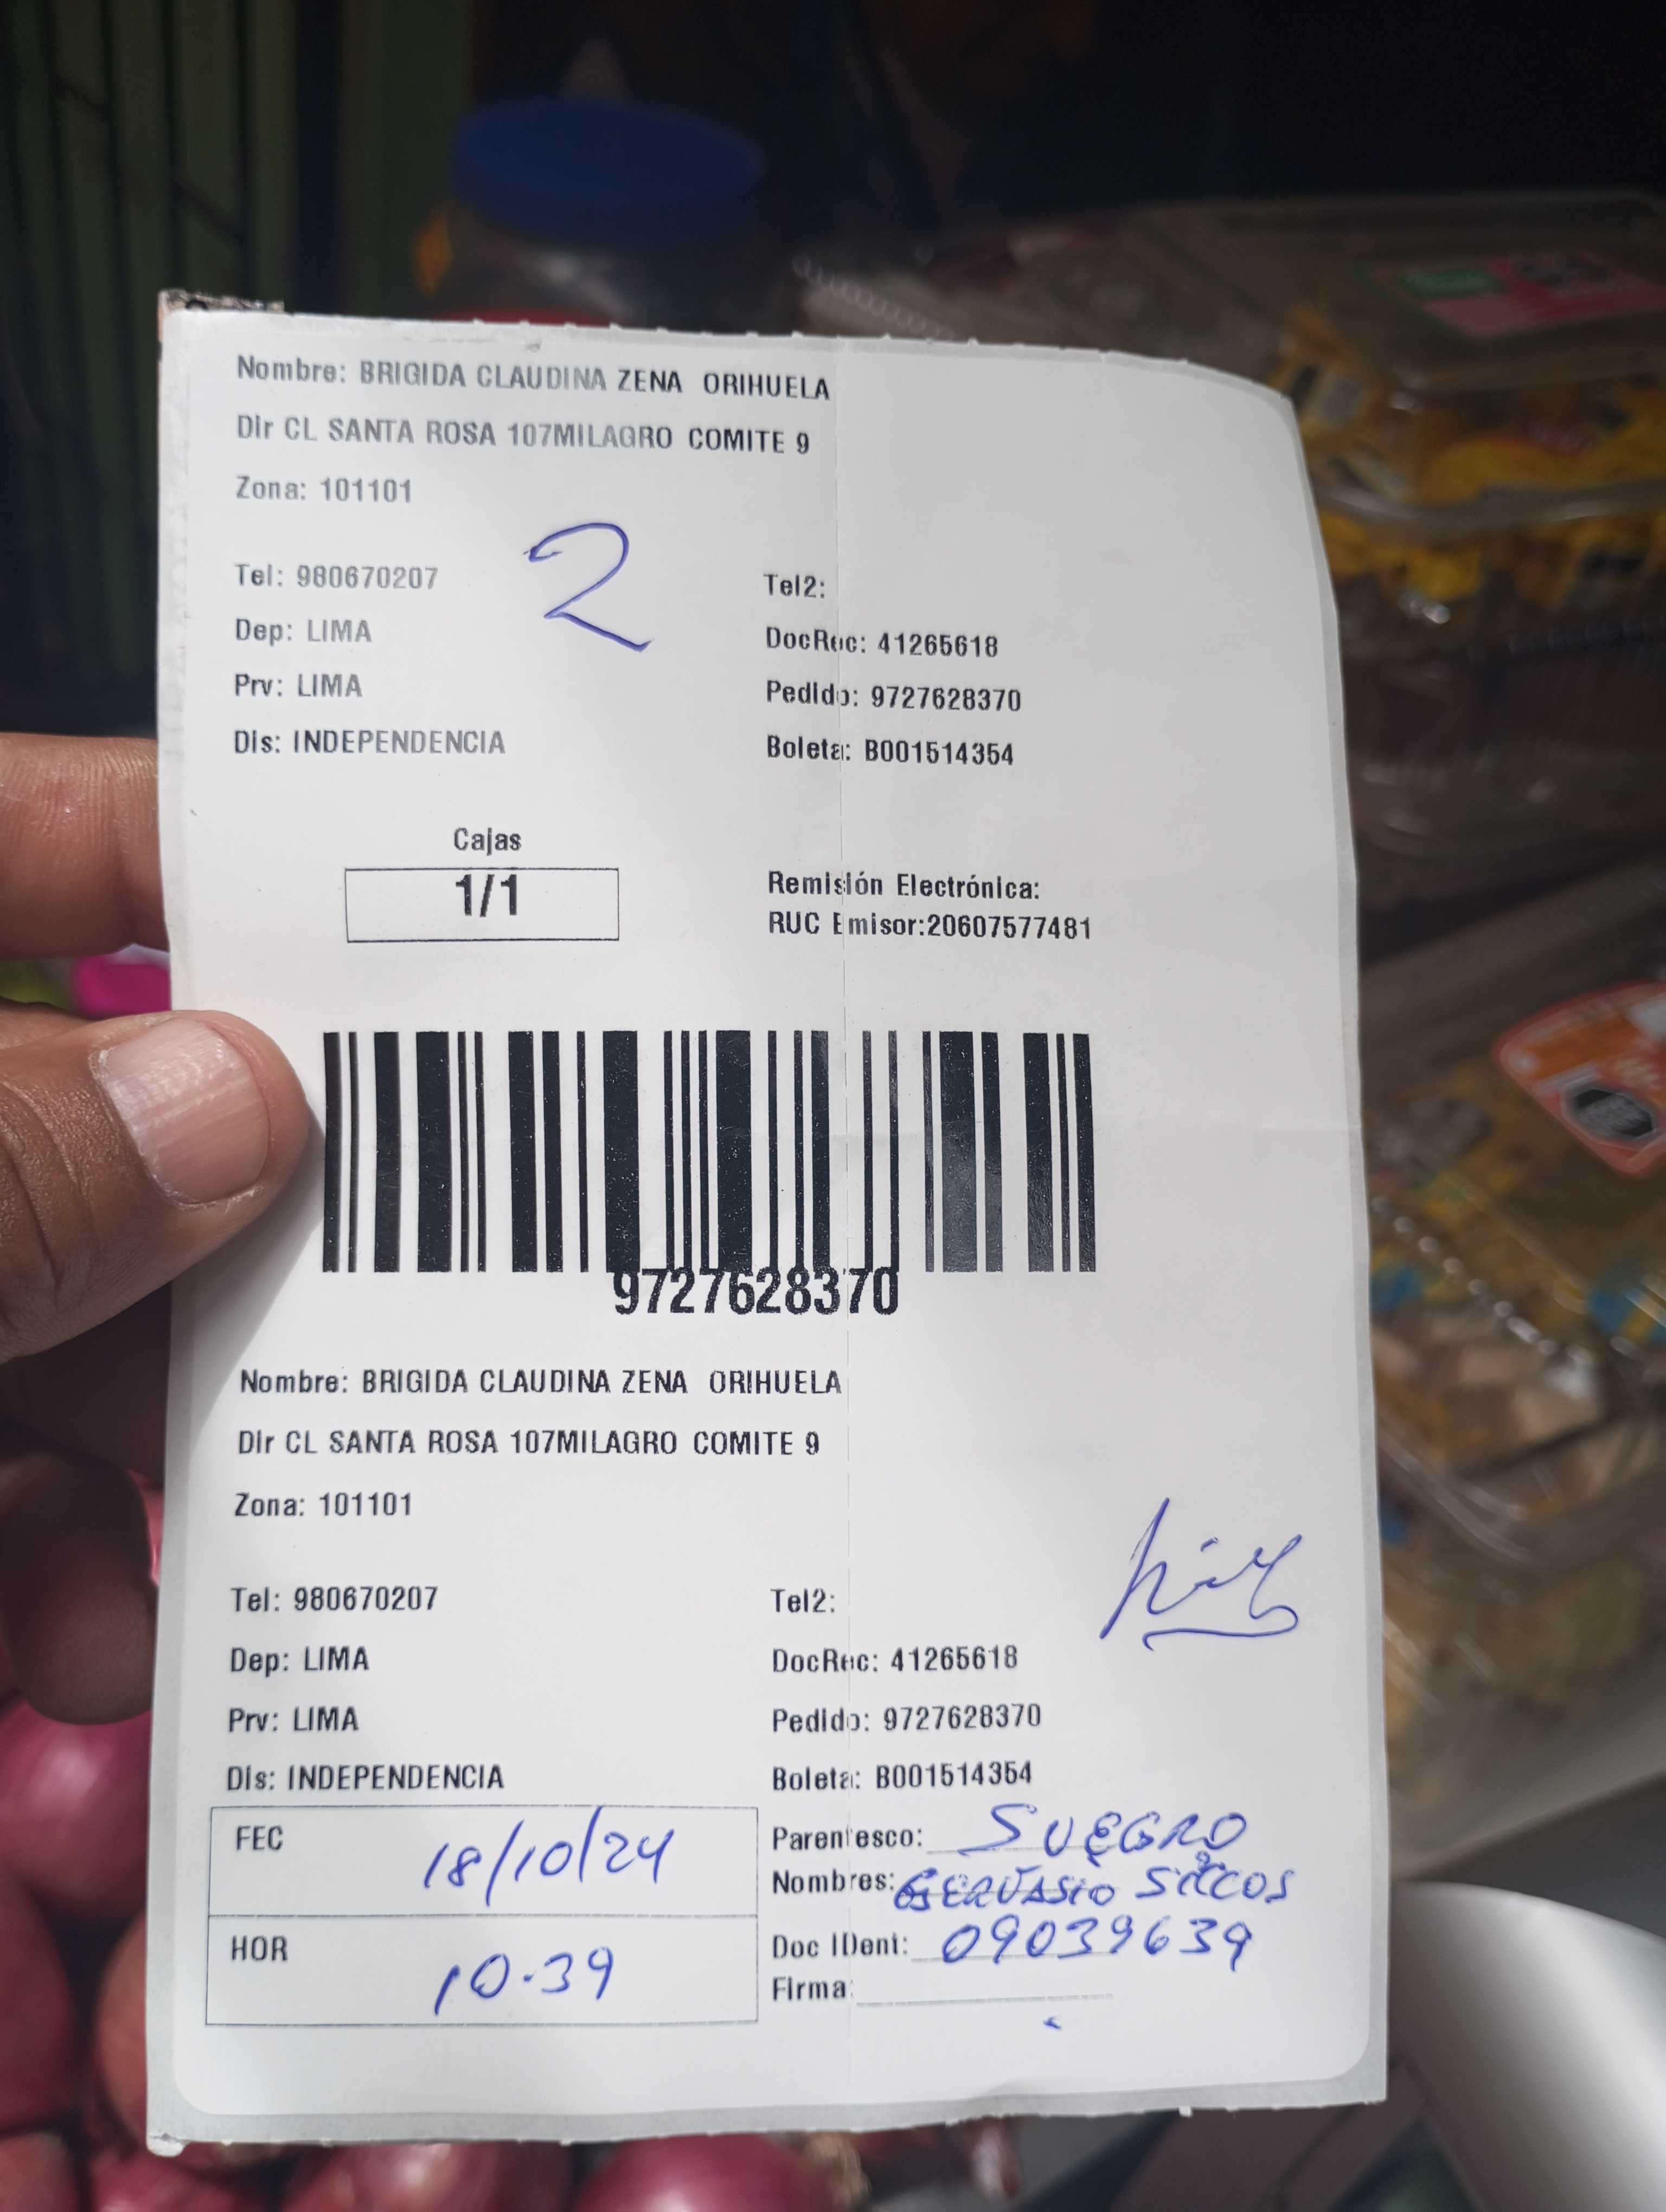 Nombre: BRIGIDA CLAUDINA ZENA ORIHUELA
Dir CL SANTA ROSA 107MILAGRO COMITE 9
Zona: 101101
2
Tel: 980670207 Tel2:
Dep: LIMA DocRec: 41265618
Prv: LIMA Pedido: 9727628370
Dis: INDEPENDENCIA Boleta: B001514354
Cajas
1/1
Remisión Electrónica:
RUC Emisor:20607577481
9727628370
Nombre: BRIGIDA CLAUDINA ZENA ORIHUELA
Dir CL SANTA ROSA 107MILAGRO COMITE 9
Zona: 101101
Tel: 980670207 Tel2:
Dep: LIMA DocRec: 41265618
Prv: LIMA Pedido: 9727628370
Dis: INDEPENDENCIA Boleta: B001514354
FEC 18/10/24
HOR 10.39
Parentesco: SUEGRO
Nombres: GERVASIO
Doc IDent: 09039639
Firma: